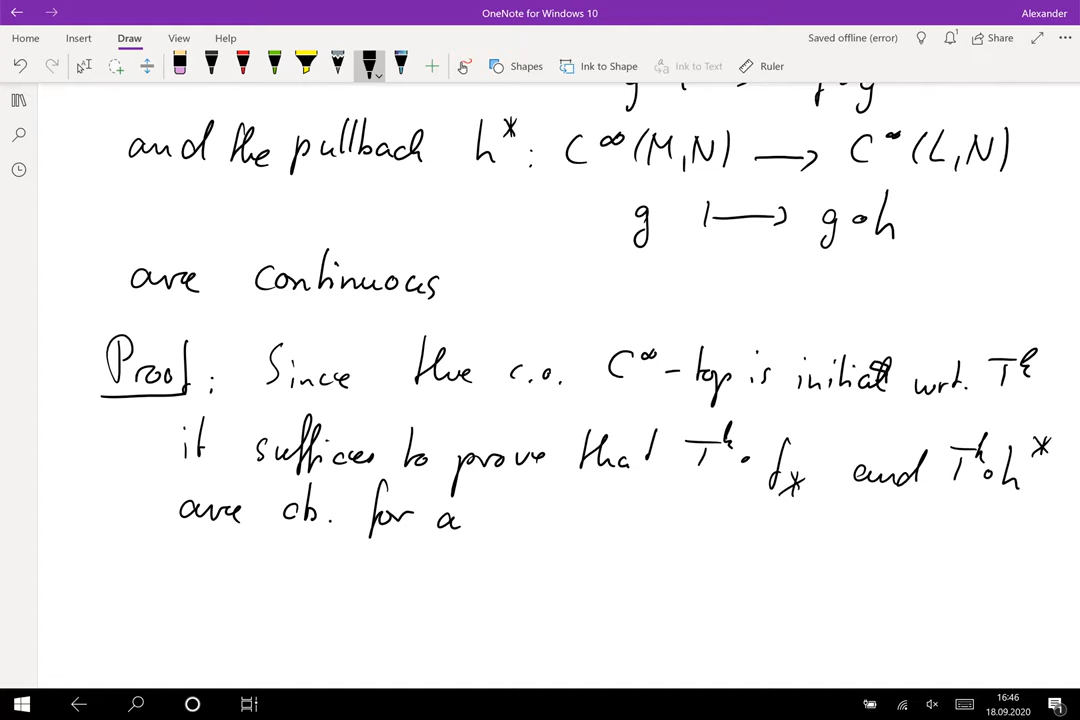 OneNote for Windows 10
Alexander
Home Insert Draw View Help
Saved offline (error)
Share
Shapes
Ink to Shape
Ink to Text
Ruler
and the pullback h* : C^∞(M,N) ⟶ C^∞(L,N)
g ⟼ g∘h
are continuous
Proof: Since the c.o. C^∞-top is initial wrt. T^k
it suffices to prove that T^k∘f_* and T^k∘h*
are cts. for a
16:46
18.09.2020